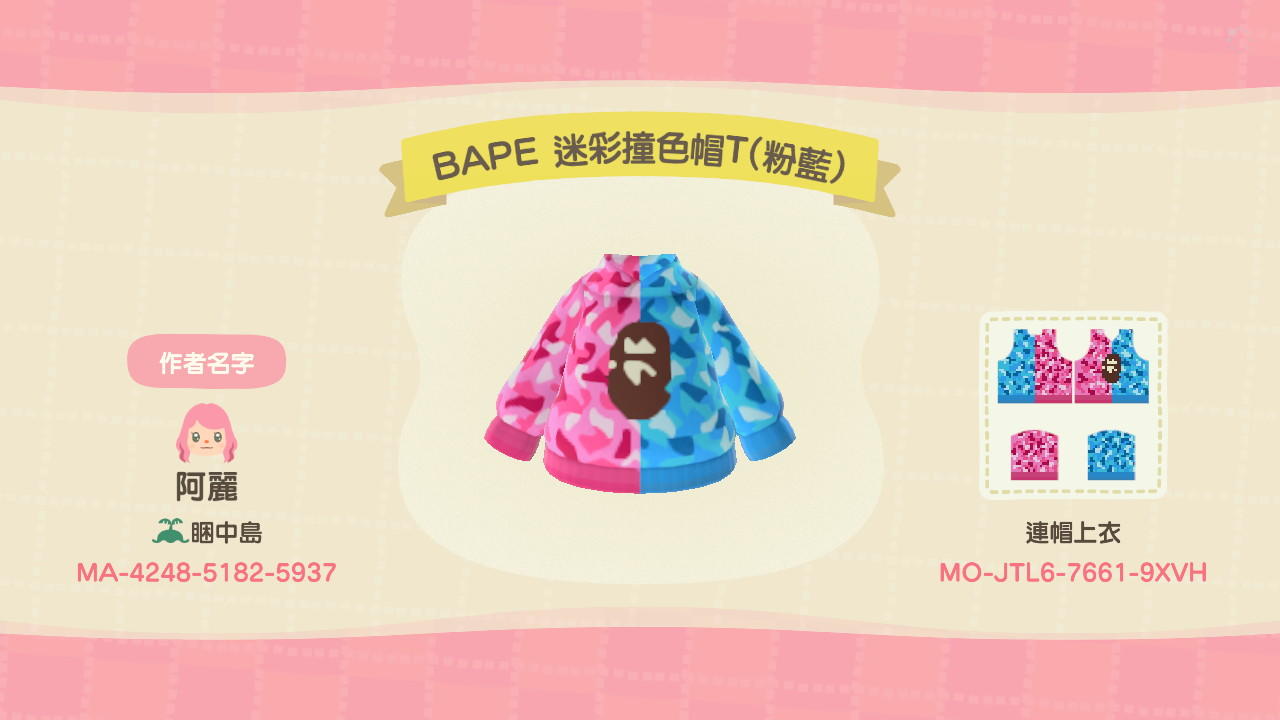 BAPE 迷彩撞色帽T(粉藍)
作者名字
阿麗
睏中島
MA-4248-5182-5937
連帽上衣
MO-JTL6-7661-9XVH